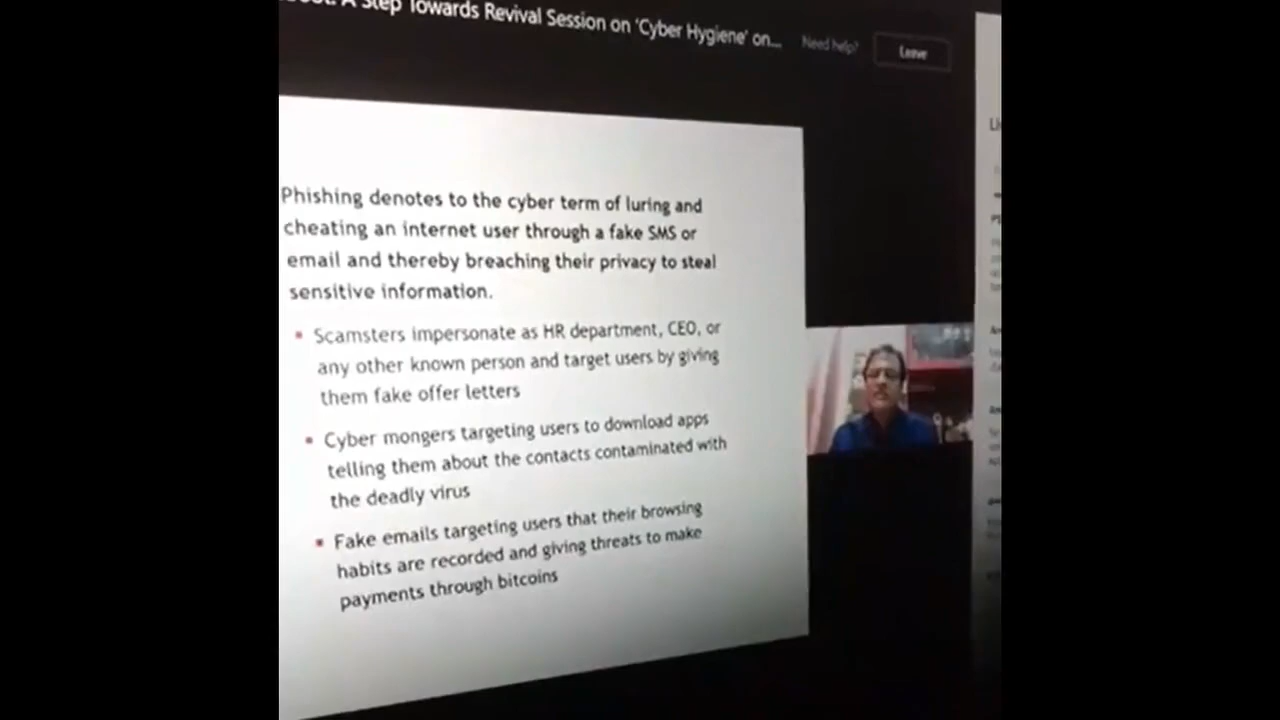 A Step Towards Revival Session on 'Cyber Hygiene' on...
Need help?
Leave
Phishing denotes to the cyber term of luring and
cheating an internet user through a fake SMS or
email and thereby breaching their privacy to steal
sensitive information.
▪ Scamsters impersonate as HR department, CEO, or
any other known person and target users by giving
them fake offer letters
▪ Cyber mongers targeting users to download apps
telling them about the contacts contaminated with
the deadly virus
▪ Fake emails targeting users that their browsing
habits are recorded and giving threats to make
payments through bitcoins